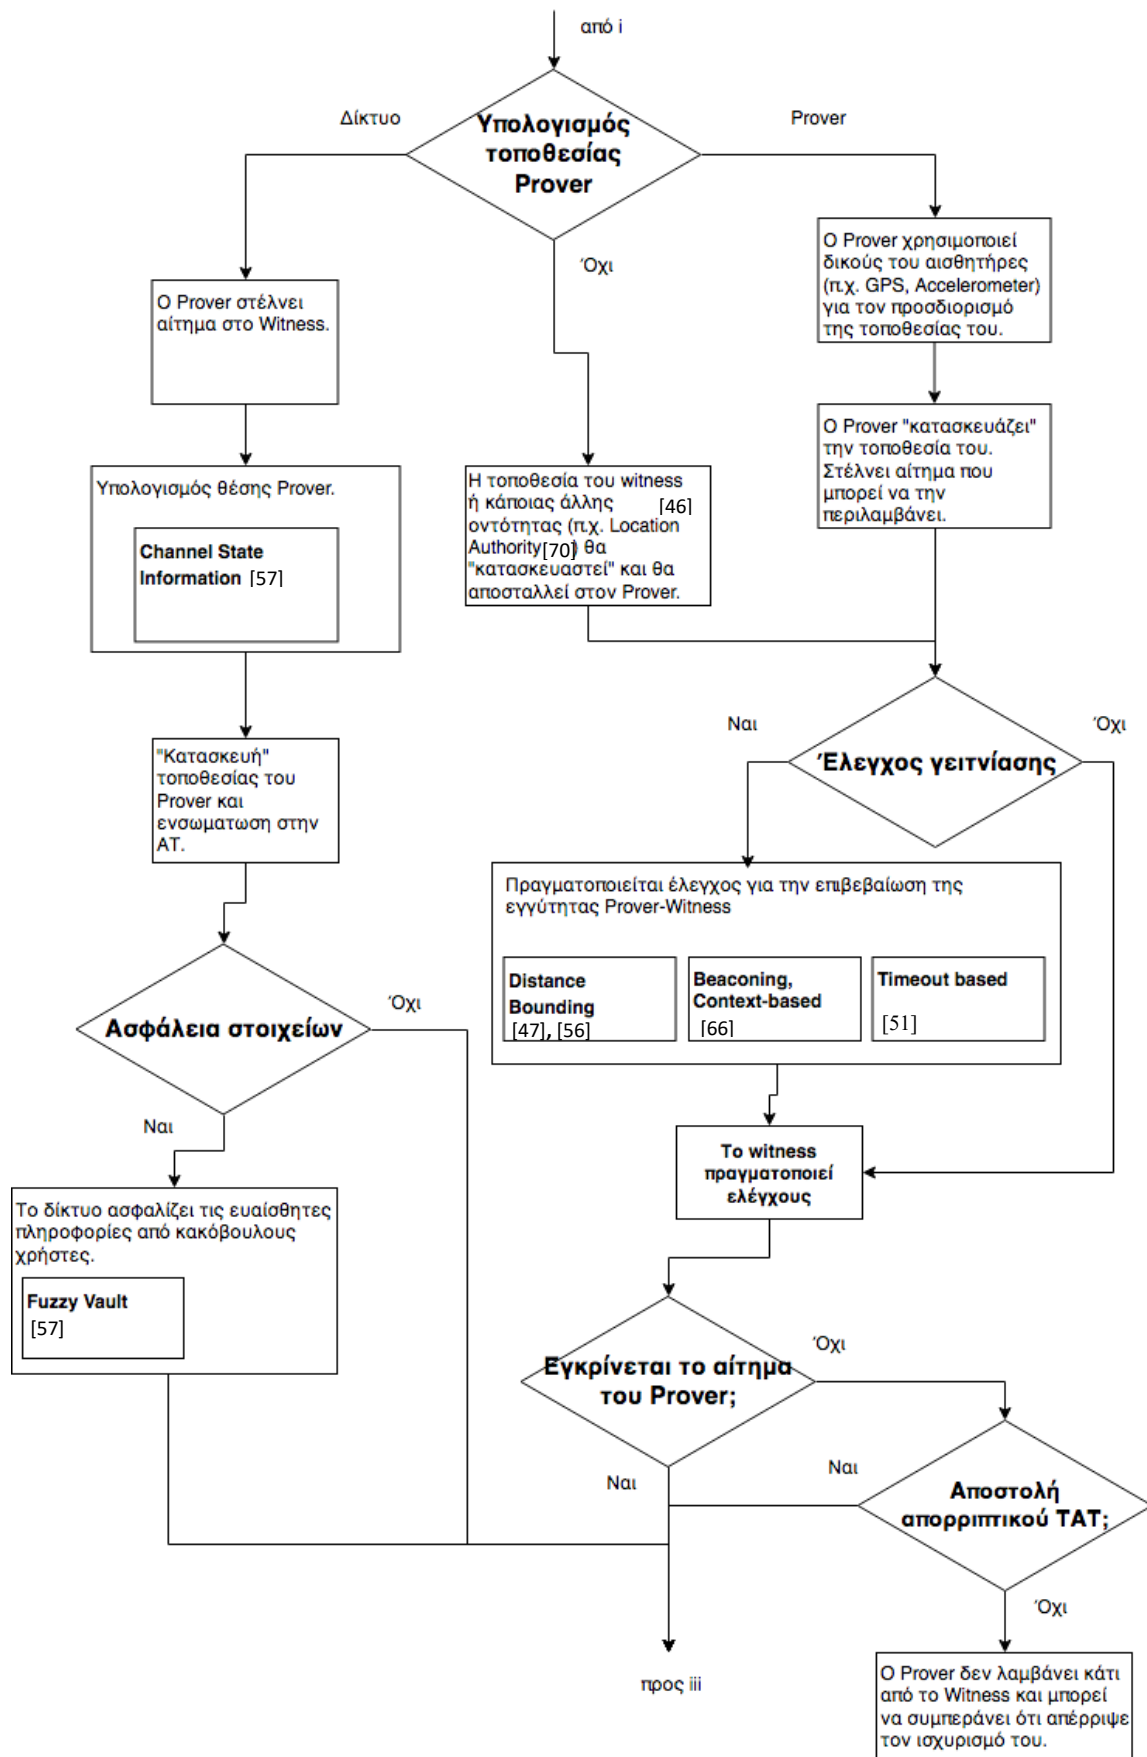 από i
Δίκτυο
Υπολογισμός
τοποθεσίας
Prover
Prover
Όχι
Ο Prover στέλνει
αίτημα στο Witness.
Ο Prover χρησιμοποιεί
δικούς του αισθητήρες
(π.χ. GPS, Accelerometer)
για τον προσδιορισμό
της τοποθεσίας του.
Ο Prover "κατασκευάζει"
την τοποθεσία του.
Στέλνει αίτημα που
μπορεί να την
περιλαμβάνει.
Υπολογισμός θέσης Prover.
Channel State
Information [57]
Η τοποθεσία του witness
ή κάποιας άλλης [46]
οντότητας (π.χ. Location
Authority[70]) θα
"κατασκευαστεί" και θα
αποσταλλεί στον Prover.
"Κατασκευή"
τοποθεσίας του
Prover και
ενσωματωση στην
ΑΤ.
Ναι
Όχι
Έλεγχος γειτνίασης
Πραγματοποιείται έλεγχος για την επιβεβαίωση της
εγγύτητας Prover-Witness
Distance
Bounding
[47], [56]
Beaconing,
Context-based
[66]
Timeout based
[51]
Ασφάλεια στοιχείων
Όχι
Ναι
Το witness
πραγματοποιεί
ελέγχους
Το δίκτυο ασφαλίζει τις ευαίσθητες
πληροφορίες από κακόβουλους
χρήστες.
Fuzzy Vault
[57]
Εγκρίνεται το αίτημα
του Prover;
Όχι
Ναι
Ναι
Αποστολή
απορριπτικού ΤΑΤ;
Όχι
προς iii
Ο Prover δεν λαμβάνει κάτι
από το Witness και μπορεί
να συμπεράνει ότι απέρριψε
τον ισχυρισμό του.